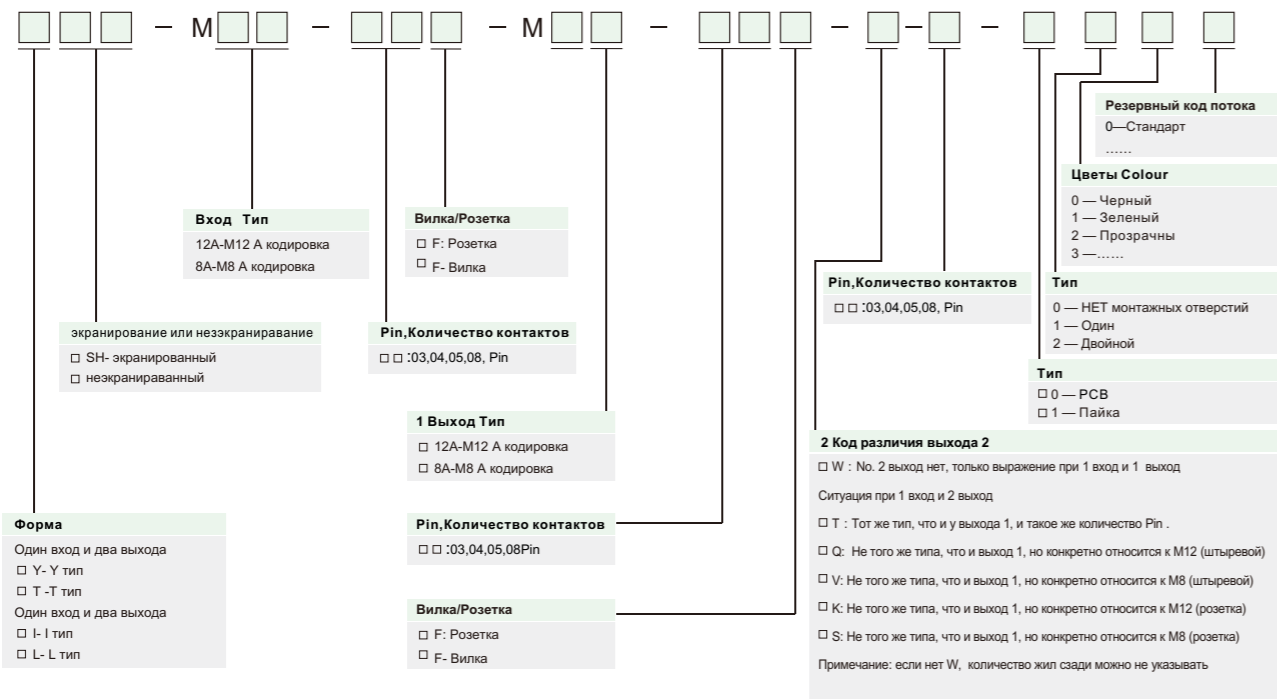 □□□ – M□□ – □□□ – M□□ – □□□ – □ – □ – □□□□
Резервный код потока
0—Стандарт
……
Цветы Colour
0 — Черный
1 — Зеленый
2 — Прозрачны
3 —……
Вход Тип
12A-M12 А кодировка
8A-M8 А кодировка
Вилка/Розетка
□ F: Розетка
□ F- Вилка
Pin,Количество контактов
□ □ :03,04,05,08, Pin
Тип
0 — НЕТ монтажных отверстий
1 — Один
2 — Двойной
экранирование или незэкраниравание
□ SH- экранированный
□ неэкранираванный
Pin,Количество контактов
□ □ :03,04,05,08, Pin
Тип
□ 0 — PCB
□ 1 — Пайка
1 Выход Тип
□ 12A-M12 А кодировка
□ 8A-M8 А кодировка
2 Код различия выхода 2
□ W : No. 2 выход нет, только выражение при 1 вход и 1 выход
Ситуация при 1 вход и 2 выход
□ T : Тот же тип, что и у выхода 1, и такое же количество Pin .
□ Q: Не того же типа, что и выход 1, но конкретно относится к M12 (штыревой)
□ V: Не того же типа, что и выход 1, но конкретно относится к M8 (штыревой)
□ K: Не того же типа, что и выход 1, но конкретно относится к M12 (розетка)
□ S: Не того же типа, что и выход 1, но конкретно относится к M8 (розетка)
Примечание: если нет W, количество жил сзади можно не указывать
Форма
Один вход и два выхода
□ Y- Y тип
□ T -T тип
Один вход и два выхода
□ I- I тип
□ L- L тип
Pin,Количество контактов
□ □ :03,04,05,08Pin
Вилка/Розетка
□ F: Розетка
□ F- Вилка